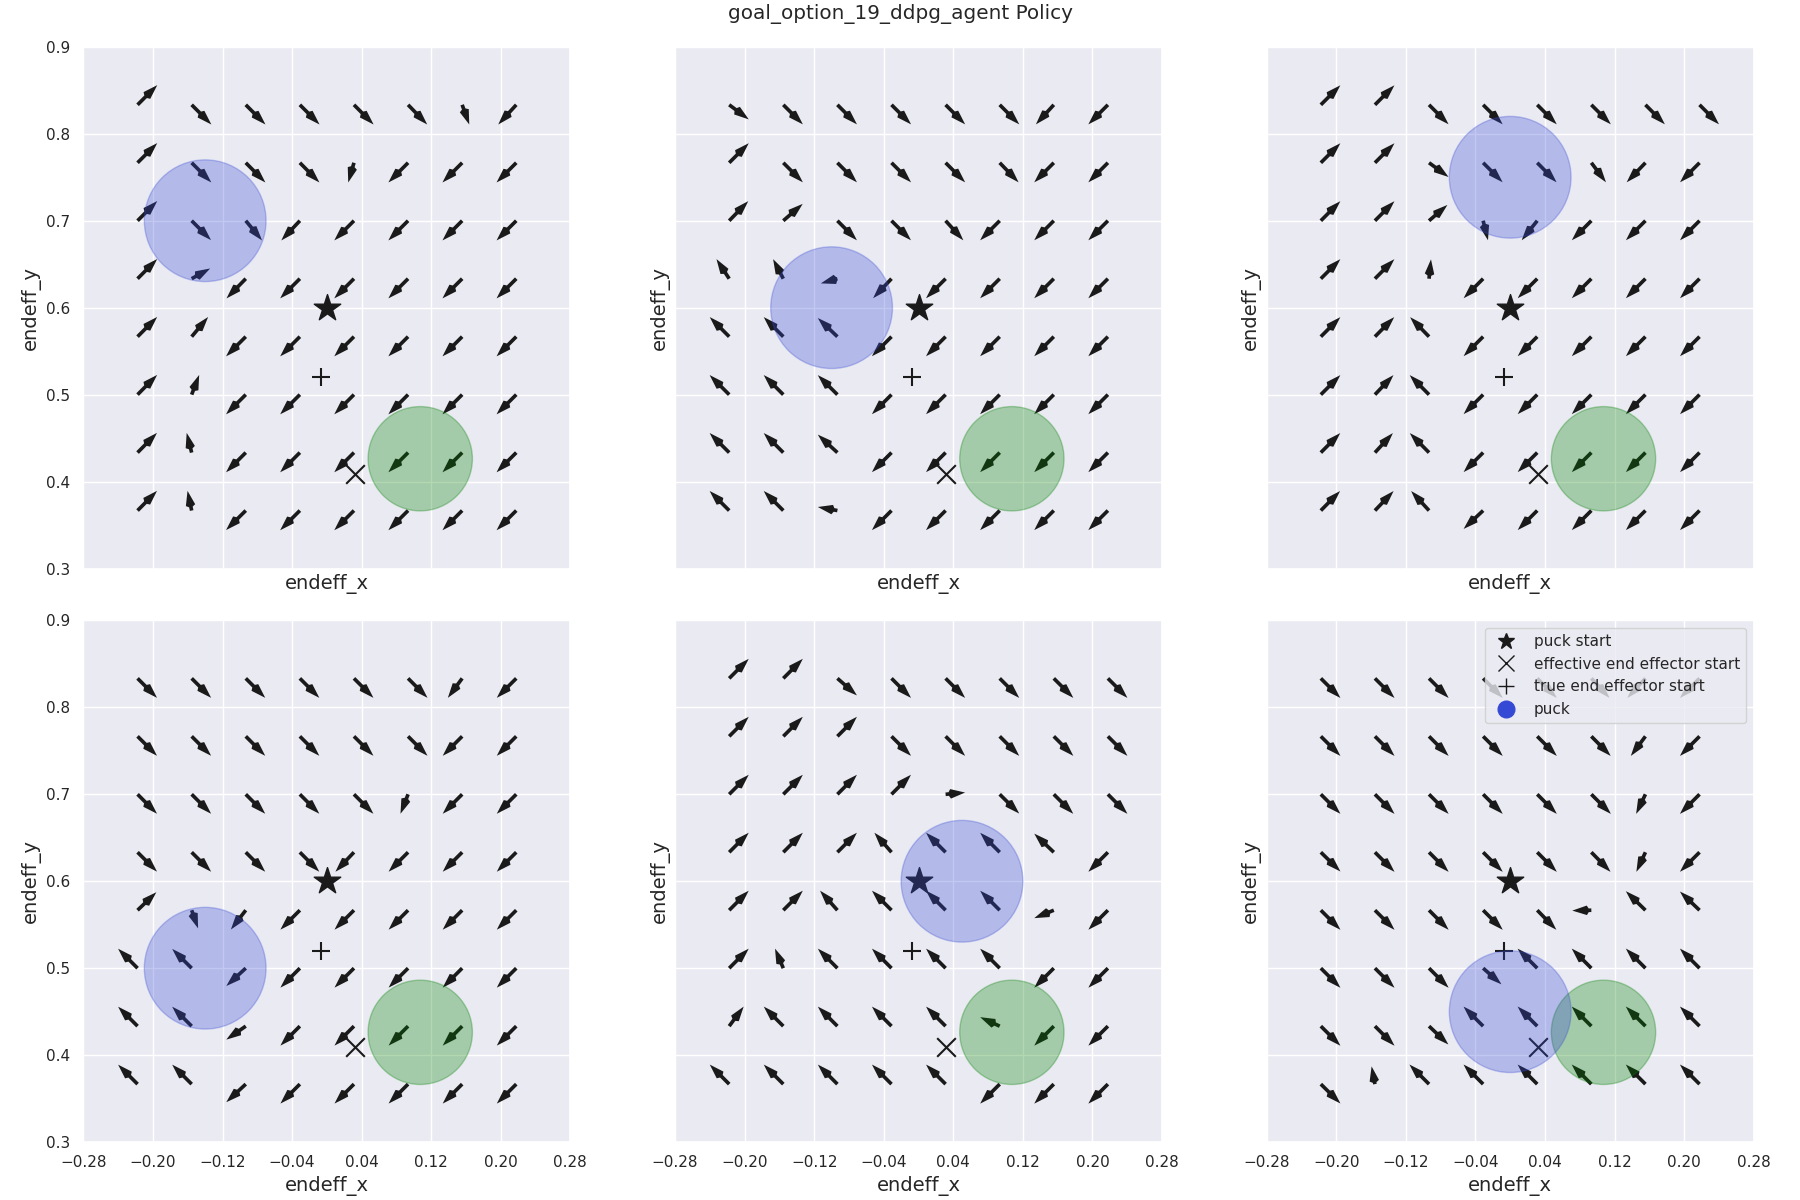 goal_option_19_ddpg_agent Policy
0.9
0.8
0.7
0.6
0.5
0.4
0.3
endeff_y
endeff_x
endeff_y
endeff_x
endeff_y
endeff_x
0.9
0.8
0.7
0.6
0.5
0.4
0.3
endeff_y
−0.28 −0.20 −0.12 −0.04 0.04 0.12 0.20 0.28
endeff_x
endeff_y
−0.28 −0.20 −0.12 −0.04 0.04 0.12 0.20 0.28
endeff_x
endeff_y
puck start
effective end effector start
true end effector start
puck
−0.28 −0.20 −0.12 −0.04 0.04 0.12 0.20 0.28
endeff_x